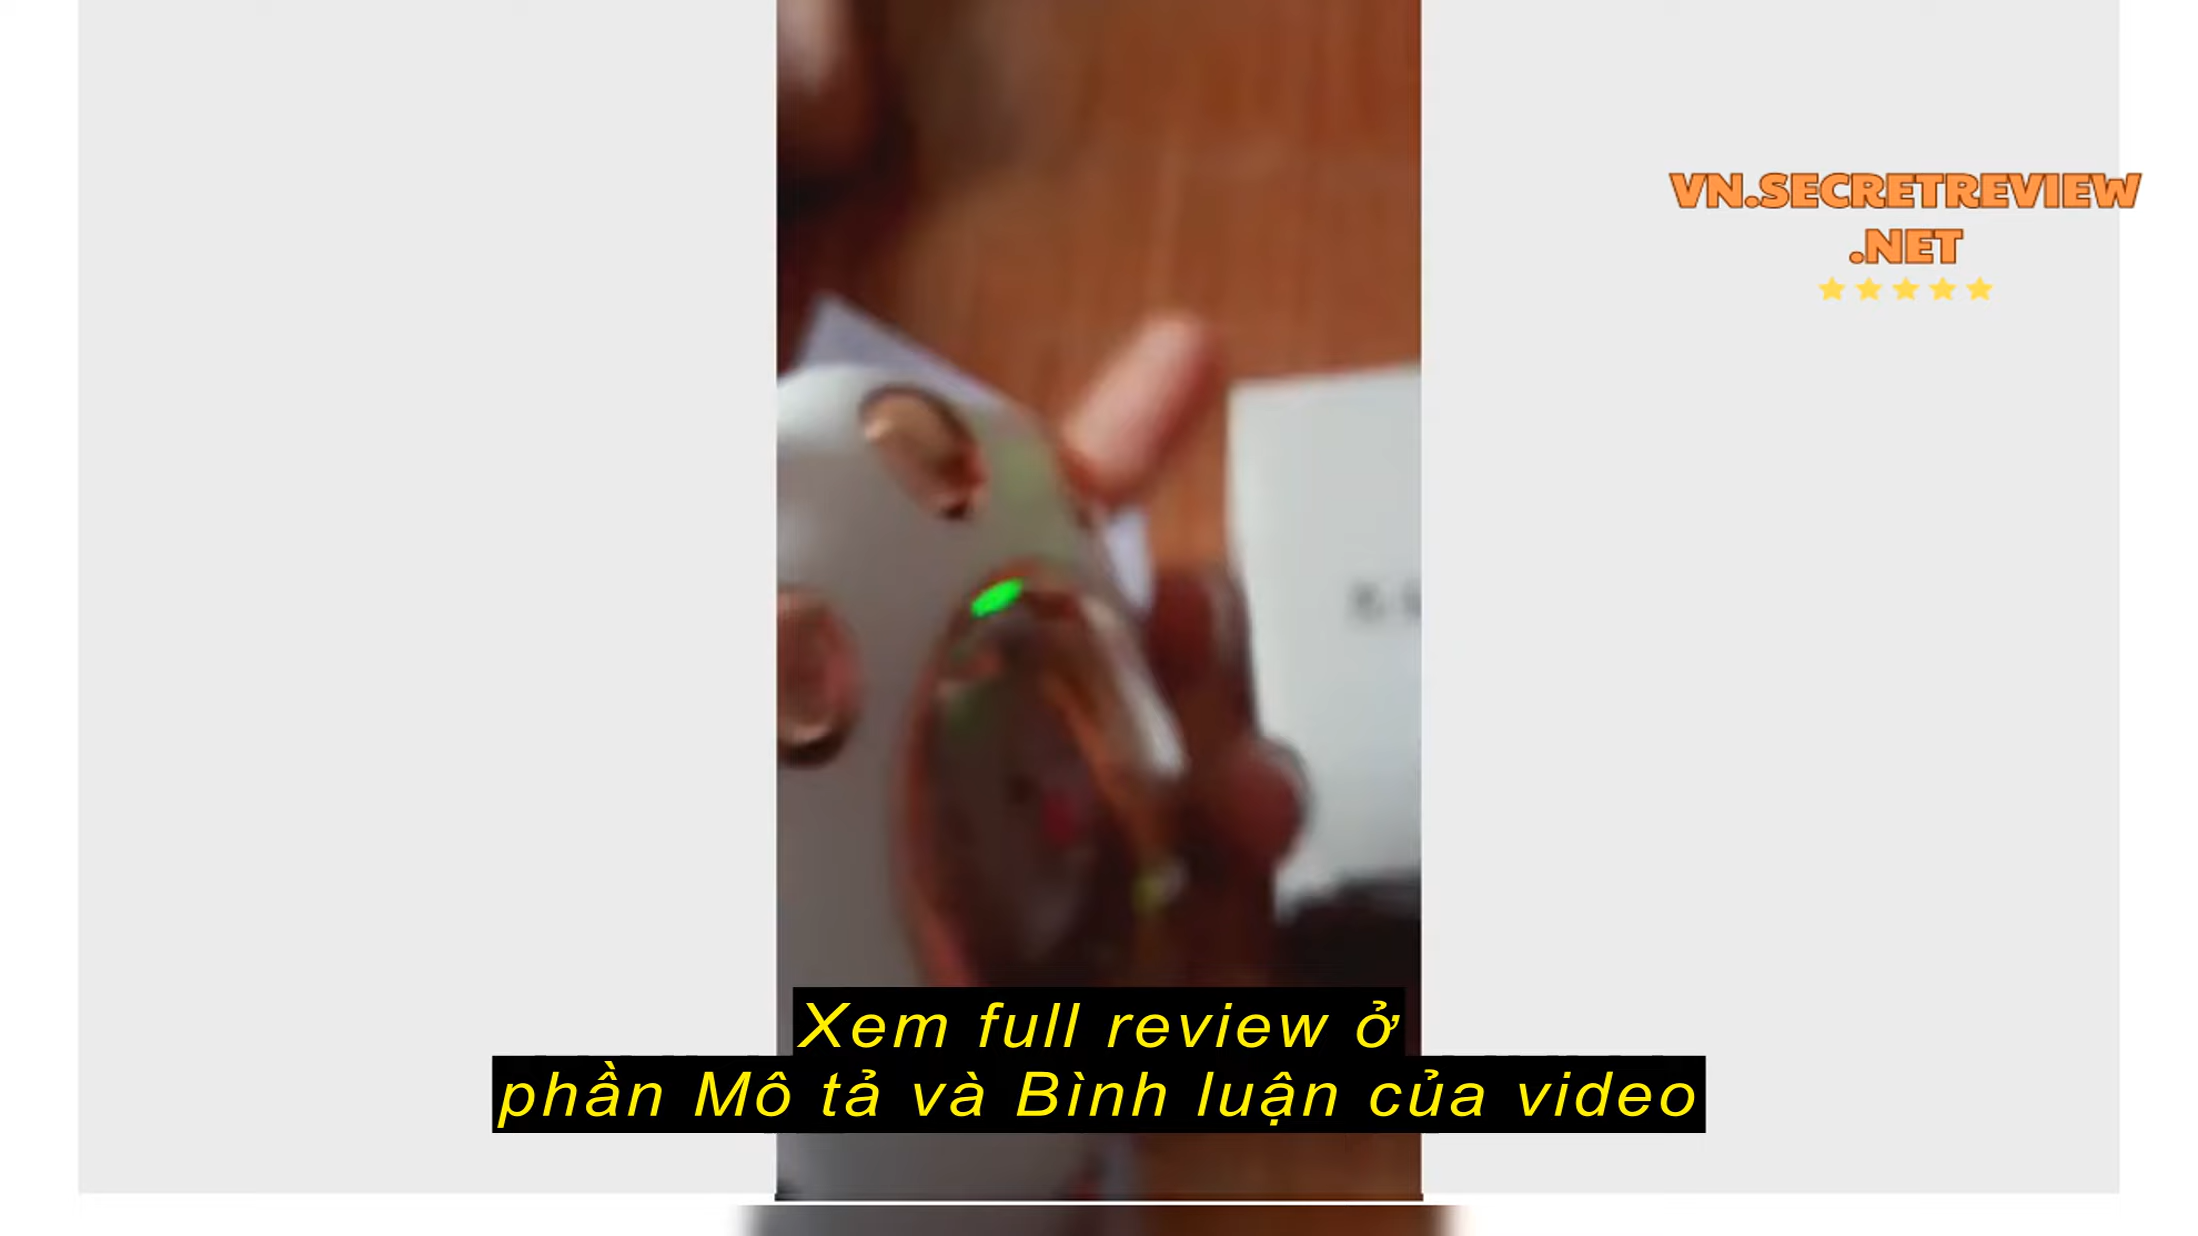 VN.SECRETREVIEW
.NET
Xem full review ở
phần Mô tả và Bình luận của video